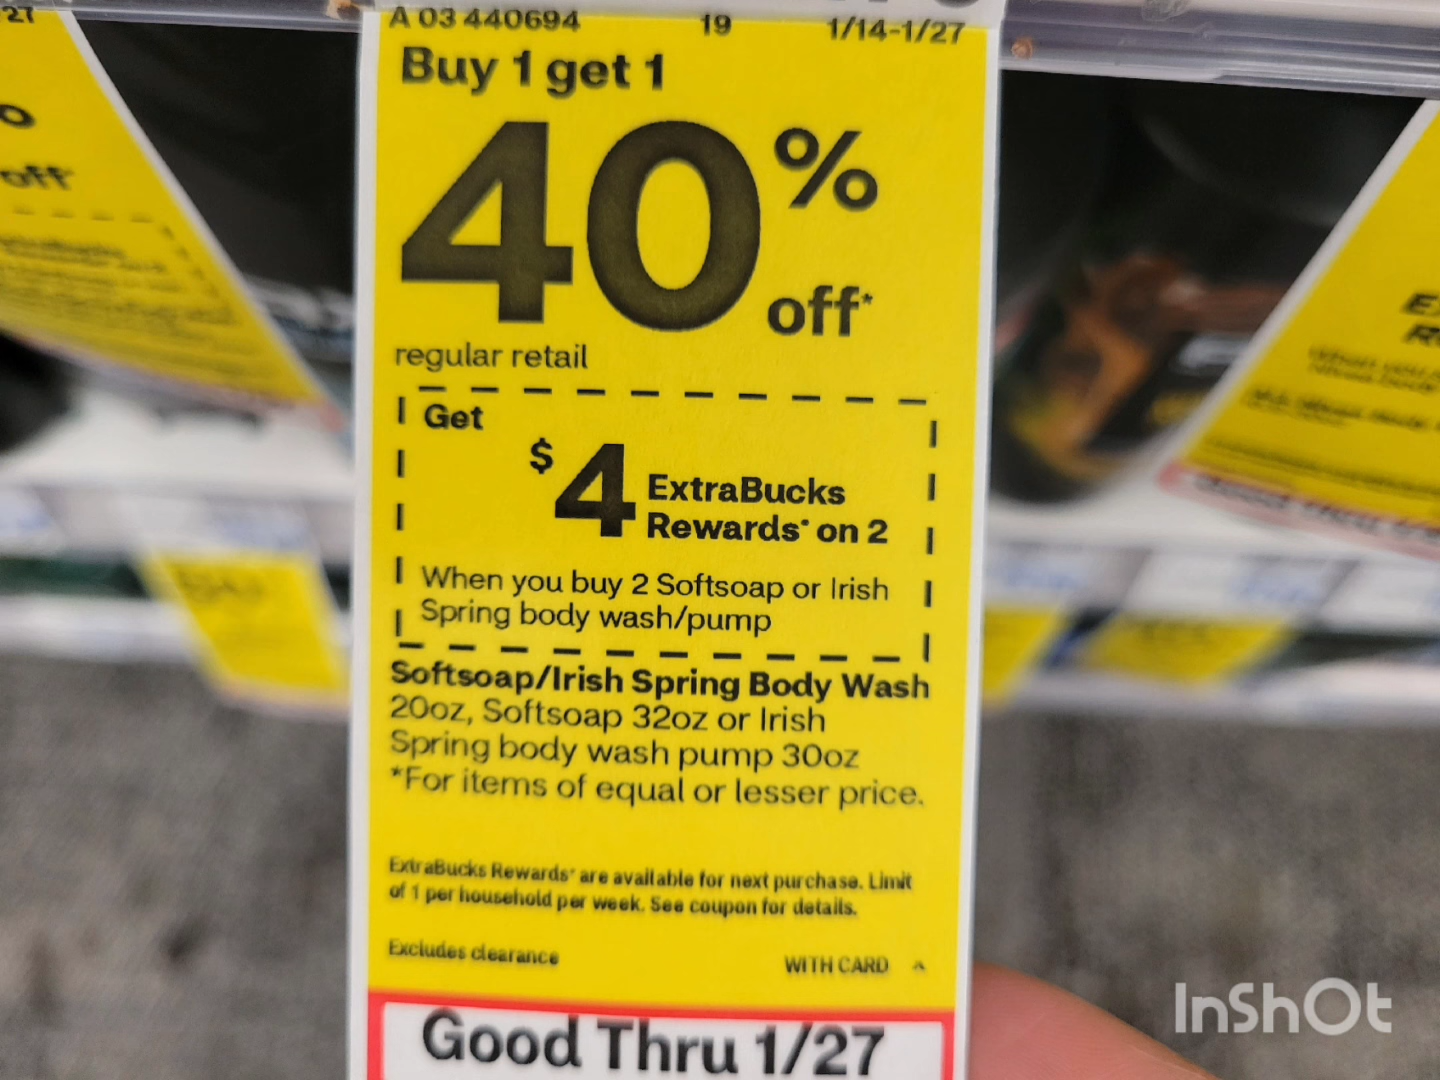 A 03 440694 19 1/14-1/27
Buy 1 get 1
40% off*
regular retail
Get
$4 ExtraBucks
Rewards* on 2
When you buy 2 Softsoap or Irish
Spring body wash/pump
Softsoap/Irish Spring Body Wash
20oz, Softsoap 32oz or Irish
Spring body wash pump 30oz
*For items of equal or lesser price.
ExtraBucks Rewards* are available for next purchase. Limit
of 1 per household per week. See coupon for details.
Excludes clearance WITH CARD ^
Good Thru 1/27
27
off*
InShOt